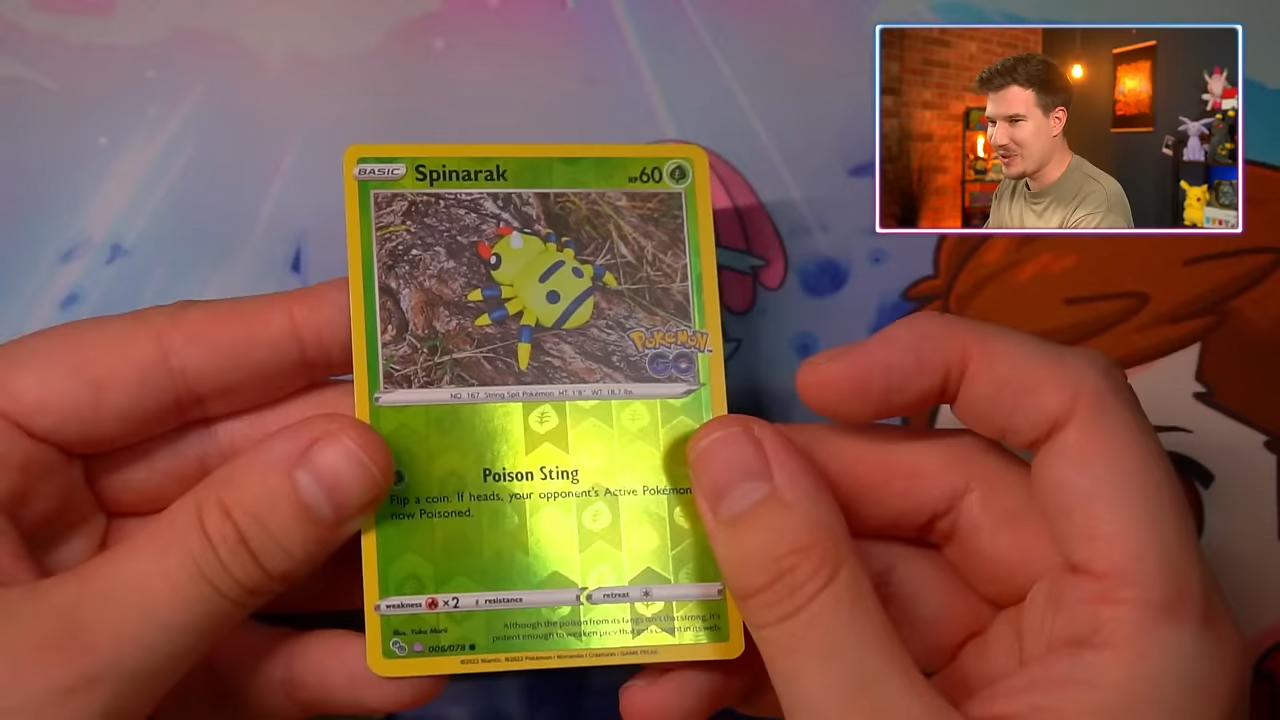 BASIC Spinarak HP 60
Pokémon
GO
NO. 167 String Spit Pokémon HT: 1'8" WT: 18.7 lbs.
Poison Sting
Flip a coin. If heads, your opponent's Active Pokémon
now Poisoned.
weakness ×2 resistance retreat
Although the poison from its fangs isn't that strong, it's
potent enough to weaken prey that gets caught in its web.
Illus. Yuka Morii
006/078
©2022 Niantic. ©2022 Pokémon / Nintendo / Creatures / GAME FREAK.